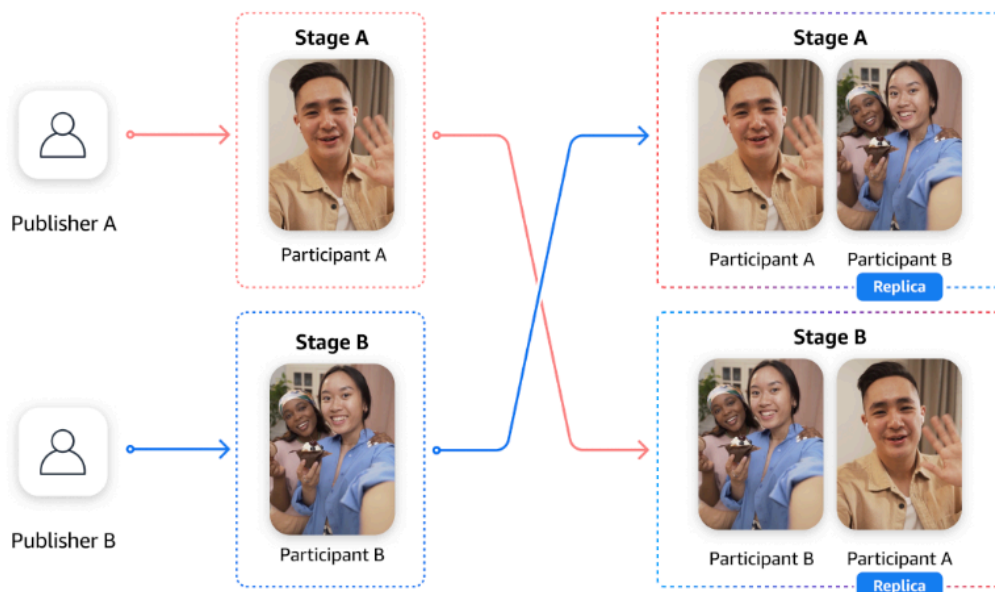 Stage A
Participant A
Publisher A
Stage B
Participant B
Publisher B
Stage A
Participant A Participant B
Replica
Stage B
Participant B Participant A
Replica